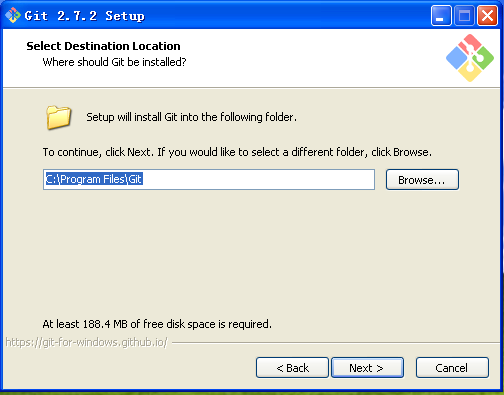 Git 2.7.2 Setup
Select Destination Location
Where should Git be installed?
Setup will install Git into the following folder.
To continue, click Next. If you would like to select a different folder, click Browse.
C:\Program Files\Git
Browse...
At least 188.4 MB of free disk space is required.
https://git-for-windows.github.io/
< Back
Next >
Cancel